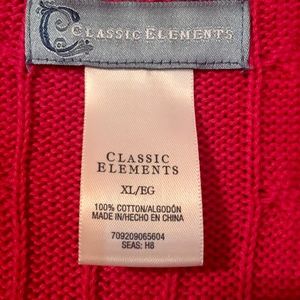 CLASSIC ELEMENTS
CLASSIC
ELEMENTS
XL/EG
100% COTTON/ALGODÓN
MADE IN/HECHO EN CHINA
709209065604
SEAS: H8